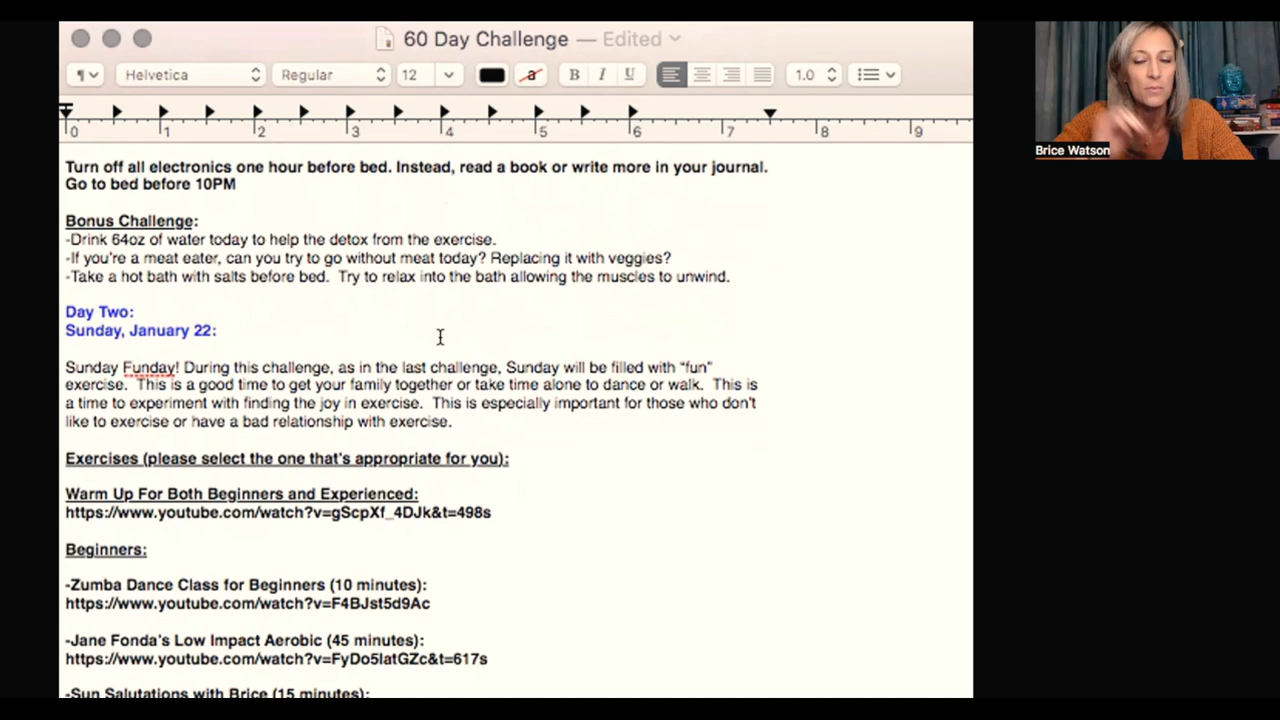 60 Day Challenge — Edited
¶ Helvetica Regular 12 a B I U 1.0
0 1 2 3 4 5 6 7 8 9
Turn off all electronics one hour before bed. Instead, read a book or write more in your journal.
Go to bed before 10PM
Bonus Challenge:
-Drink 64oz of water today to help the detox from the exercise.
-If you're a meat eater, can you try to go without meat today? Replacing it with veggies?
-Take a hot bath with salts before bed.  Try to relax into the bath allowing the muscles to unwind.
Day Two:
Sunday, January 22:
Sunday Funday! During this challenge, as in the last challenge, Sunday will be filled with “fun”
exercise.  This is a good time to get your family together or take time alone to dance or walk.  This is
a time to experiment with finding the joy in exercise.  This is especially important for those who don't
like to exercise or have a bad relationship with exercise.
Exercises (please select the one that's appropriate for you):
Warm Up For Both Beginners and Experienced:
https://www.youtube.com/watch?v=gScpXf_4DJk&t=498s
Beginners:
-Zumba Dance Class for Beginners (10 minutes):
https://www.youtube.com/watch?v=F4BJst5d9Ac
-Jane Fonda's Low Impact Aerobic (45 minutes):
https://www.youtube.com/watch?v=FyDo5latGZc&t=617s
-Sun Salutations with Brice (15 minutes):
Brice Watson